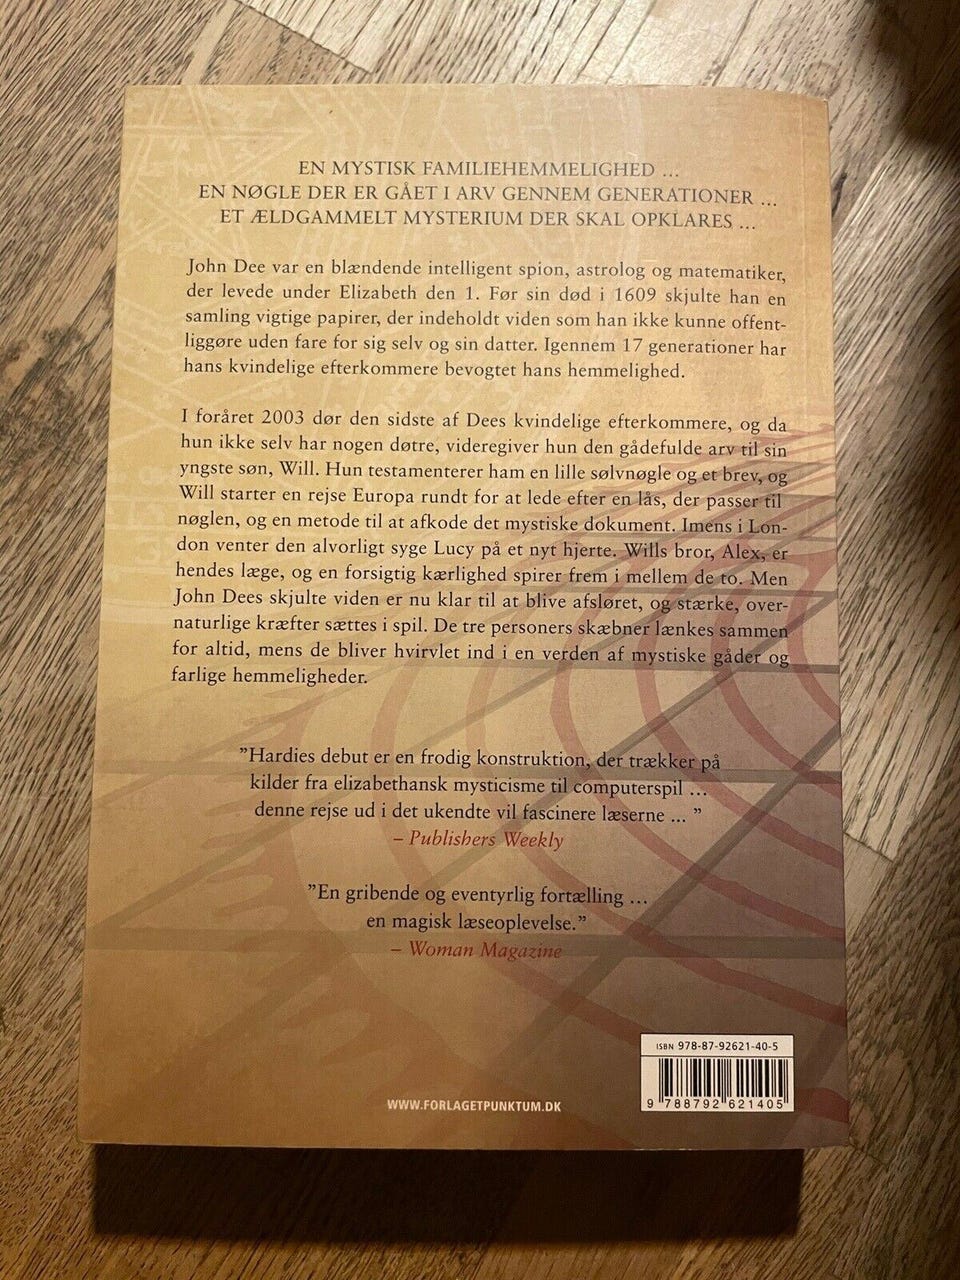 EN MYSTISK FAMILIEHEMMELIGHED ...
EN NØGLE DER ER GÅET I ARV GENNEM GENERATIONER ...
ET ÆLDGAMMELT MYSTERIUM DER SKAL OPKLARES ...
John Dee var en blændende intelligent spion, astrolog og matematiker,
der levede under Elizabeth den 1. Før sin død i 1609 skjulte han en
samling vigtige papirer, der indeholdt viden som han ikke kunne offent-
liggøre uden fare for sig selv og sin datter. Igennem 17 generationer har
hans kvindelige efterkommere bevogtet hans hemmelighed.
I foråret 2003 dør den sidste af Dees kvindelige efterkommere, og da
hun ikke selv har nogen døtre, videregiver hun den gådefulde arv til sin
yngste søn, Will. Hun testamenterer ham en lille sølvnøgle og et brev, og
Will starter en rejse Europa rundt for at lede efter en lås, der passer til
nøglen, og en metode til at afkode det mystiske dokument. Imens i Lon-
don venter den alvorligt syge Lucy på et nyt hjerte. Wills bror, Alex, er
hendes læge, og en forsigtig kærlighed spirer frem i mellem de to. Men
John Dees skjulte viden er nu klar til at blive afsløret, og stærke, over-
naturlige kræfter sættes i spil. De tre personers skæbner lænkes sammen
for altid, mens de bliver hvirvlet ind i en verden af mystiske gåder og
farlige hemmeligheder.
”Hardies debut er en frodig konstruktion, der trækker på
kilder fra elizabethansk mysticisme til computerspil ...
denne rejse ud i det ukendte vil fascinere læserne ... ”
– Publishers Weekly
”En gribende og eventyrlig fortælling ...
en magisk læseoplevelse.”
– Woman Magazine
ISBN 978-87-92621-40-5
9 788792 621405
WWW.FORLAGETPUNKTUM.DK